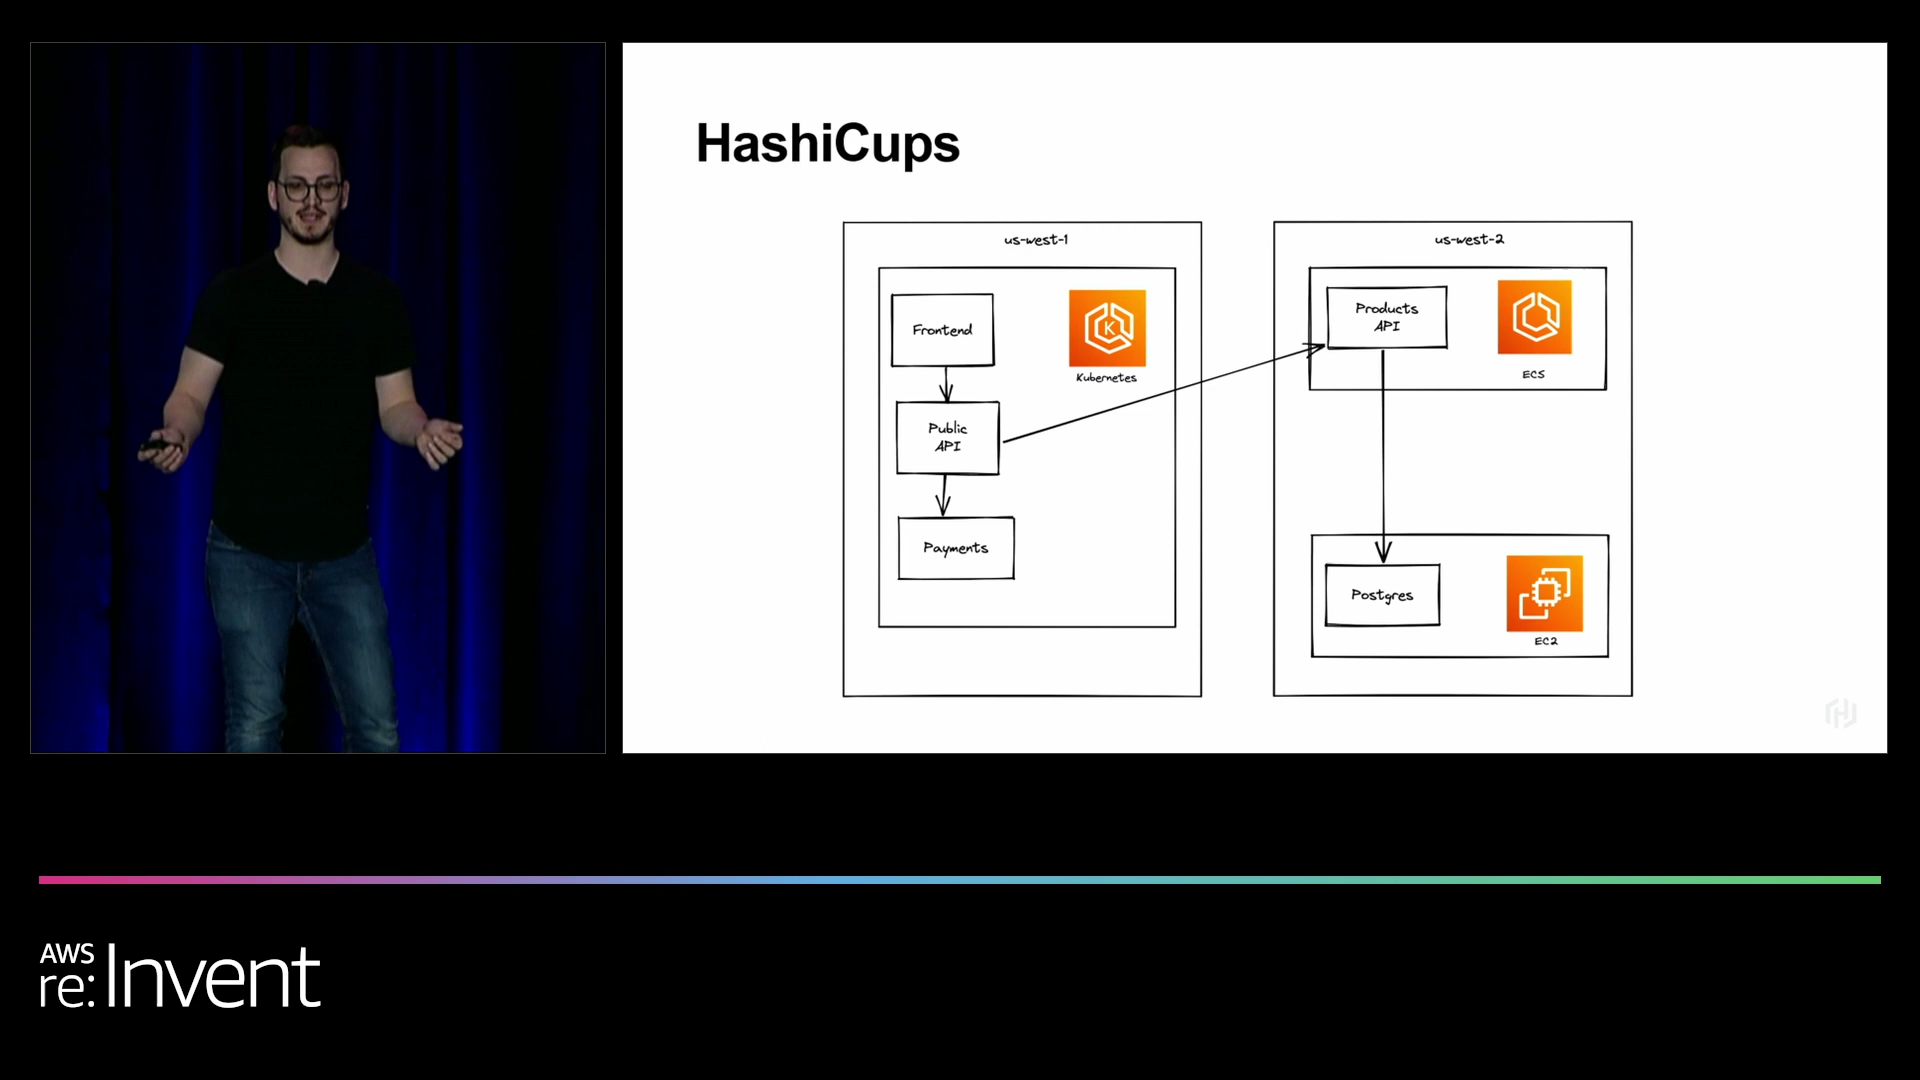 HashiCups
us-west-1
Frontend
Kubernetes
Public
API
Payments
us-west-2
Products
API
ECS
Postgres
EC2
AWS
re:Invent